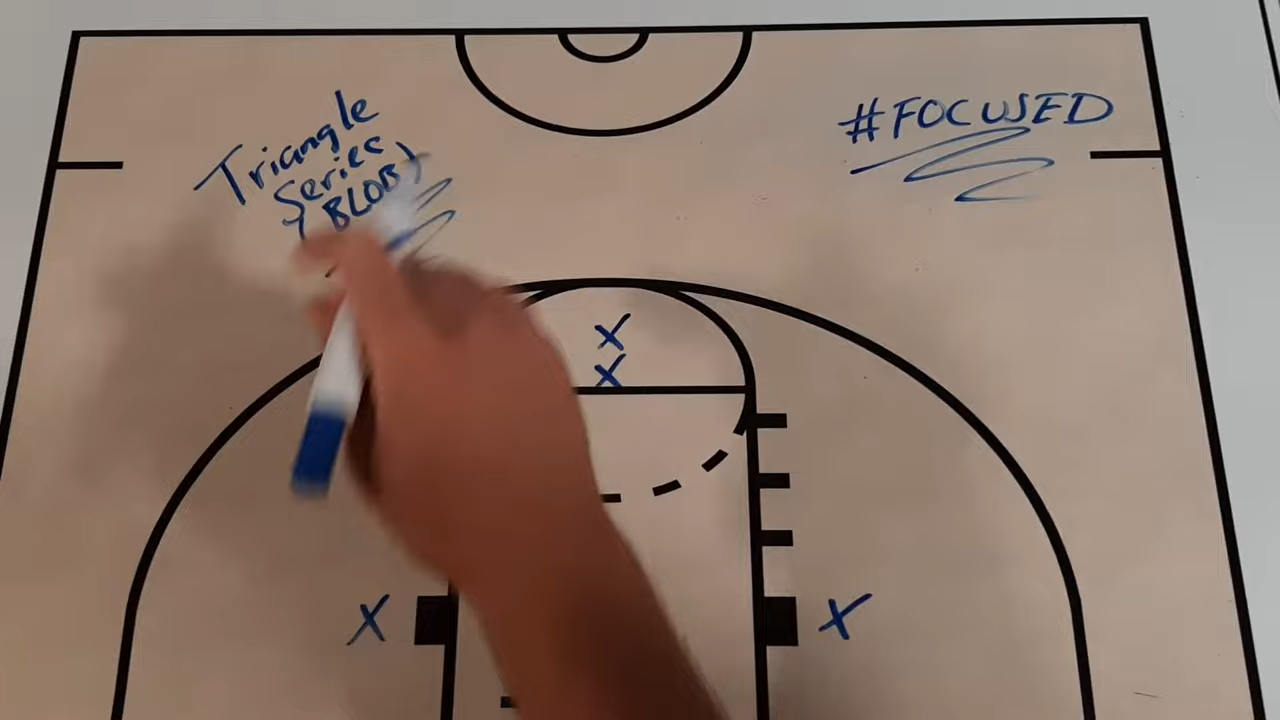 Triangle
Series
(BLOB)
#FOCUSED
X
X
X
X